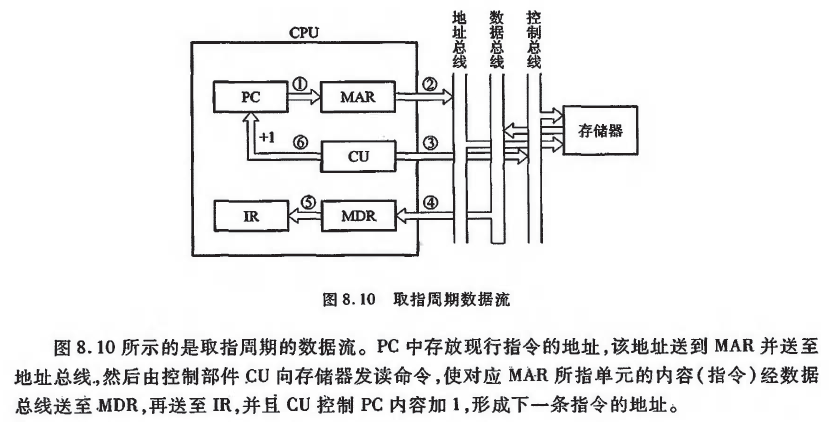 CPU
地址总线
数据总线
控制总线
PC
①
MAR
②
存储器
+1
⑥
CU
③
IR
⑤
MDR
④
图 8.10 取指周期数据流
图 8.10 所示的是取指周期的数据流。PC 中存放现行指令的地址,该地址送到 MAR 并送至
地址总线,然后由控制部件 CU 向存储器发读命令,使对应 MAR 所指单元的内容(指令)经数据
总线送至 MDR,再送至 IR,并且 CU 控制 PC 内容加 1,形成下一条指令的地址。